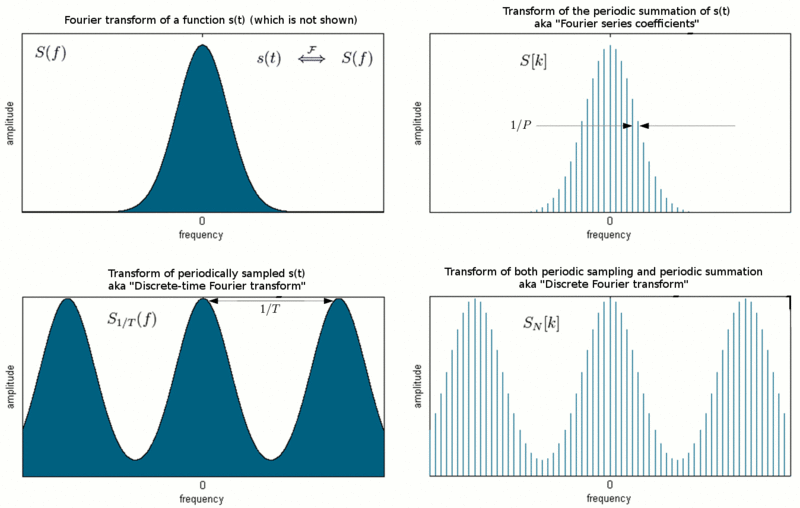 Fourier transform of a function s(t) (which is not shown)
S(f)
s(t) ⟺ S(f)
ℱ
amplitude
0
frequency
Transform of the periodic summation of s(t)
aka "Fourier series coefficients"
S[k]
1/P
amplitude
0
frequency
Transform of periodically sampled s(t)
aka "Discrete-time Fourier transform"
S1/T(f)
1/T
amplitude
0
frequency
Transform of both periodic sampling and periodic summation
aka "Discrete Fourier transform"
SN[k]
amplitude
0
frequency